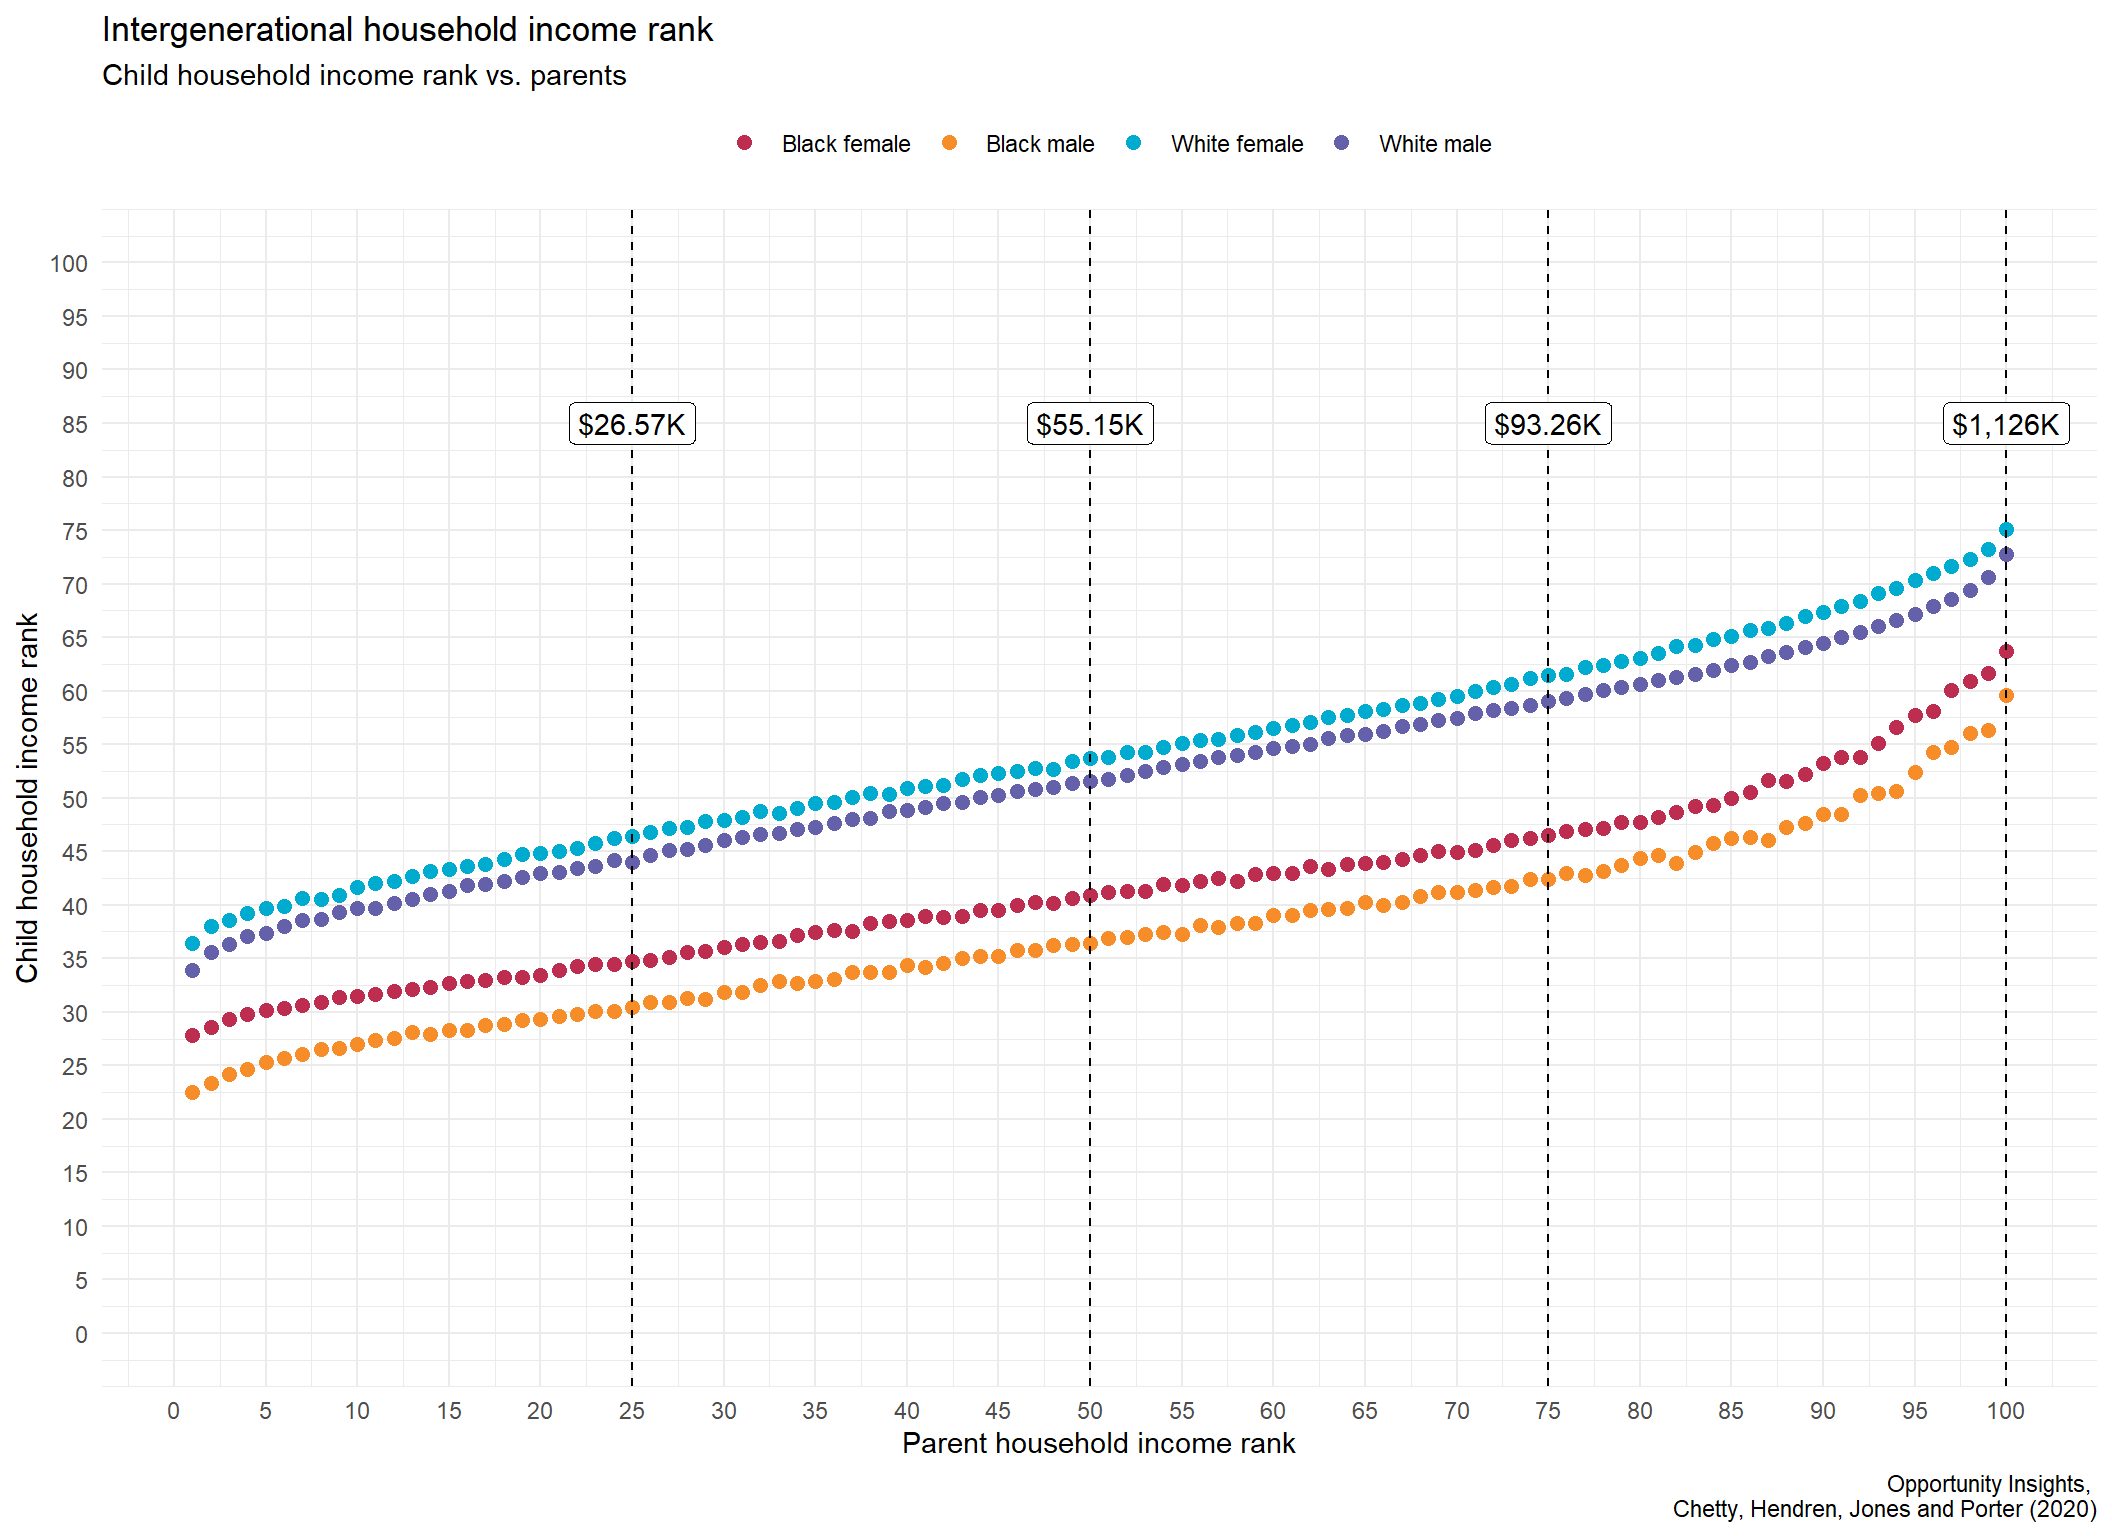 Intergenerational household income rank
Child household income rank vs. parents
Black female Black male White female White male
100
95
90
85
80
75
70
65
60
55
50
45
40
35
30
25
20
15
10
5
0
$26.57K $55.15K $93.26K $1,126K
Child household income rank
0 5 10 15 20 25 30 35 40 45 50 55 60 65 70 75 80 85 90 95 100
Parent household income rank
Opportunity Insights,
Chetty, Hendren, Jones and Porter (2020)